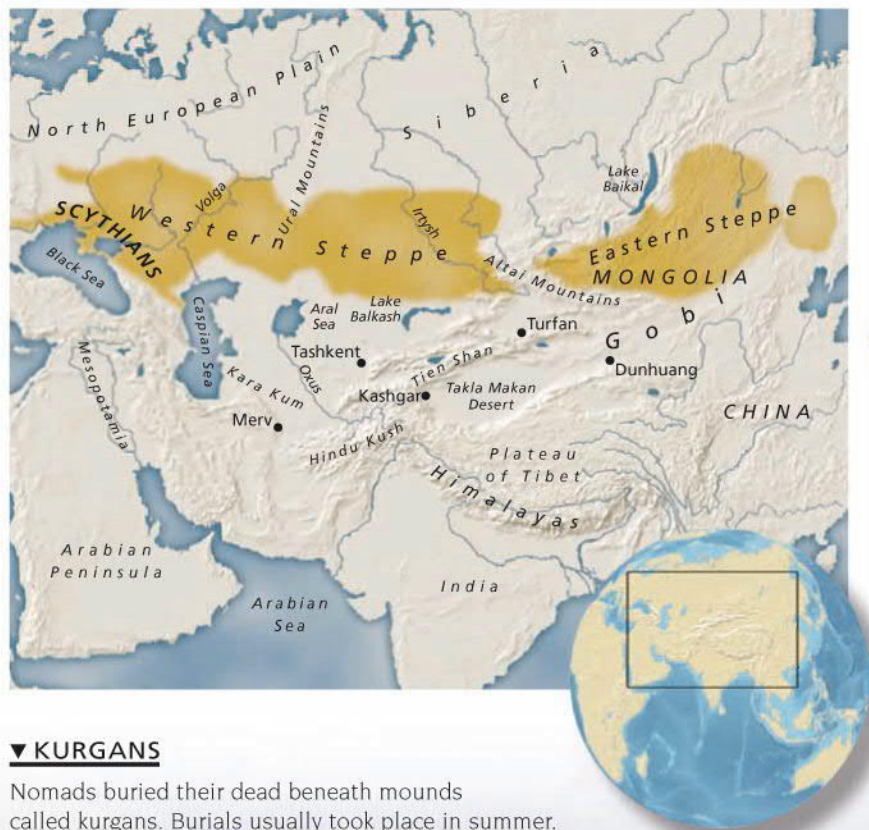 North European Plain
Siberia
Ural Mountains
Volga
Lake
Baikal
SCYTHIANS
Western Steppe
Irtysh
Eastern Steppe
Black Sea
Altai Mountains
MONGOLIA
Caspian Sea
Aral
Sea
Lake
Balkash
Gobi
Turfan
Tashkent
Tien Shan
Dunhuang
Mesopotamia
Oxus
Kara Kum
Kashgar
Takla Makan
Desert
CHINA
Merv
Hindu Kush
Plateau
of Tibet
Himalayas
Arabian
Peninsula
India
Arabian
Sea
▼ KURGANS
Nomads buried their dead beneath mounds
called kurgans. Burials usually took place in summer,